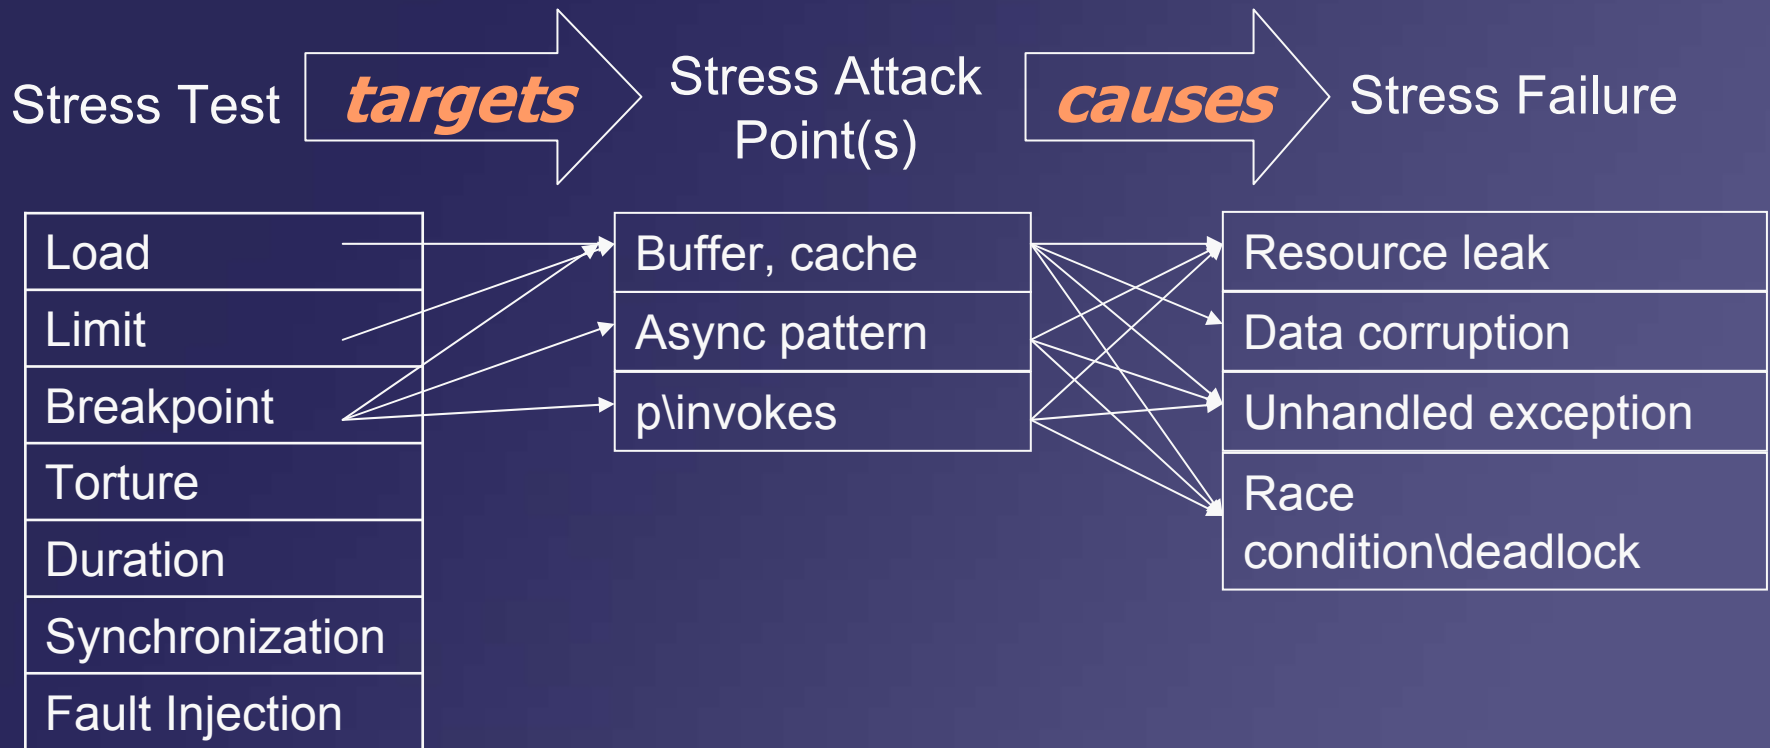 Stress Test
targets
Stress Attack
Point(s)
causes
Stress Failure
Load
Limit
Breakpoint
Torture
Duration
Synchronization
Fault Injection
Buffer, cache
Async pattern
p\invokes
Resource leak
Data corruption
Unhandled exception
Race
condition\deadlock